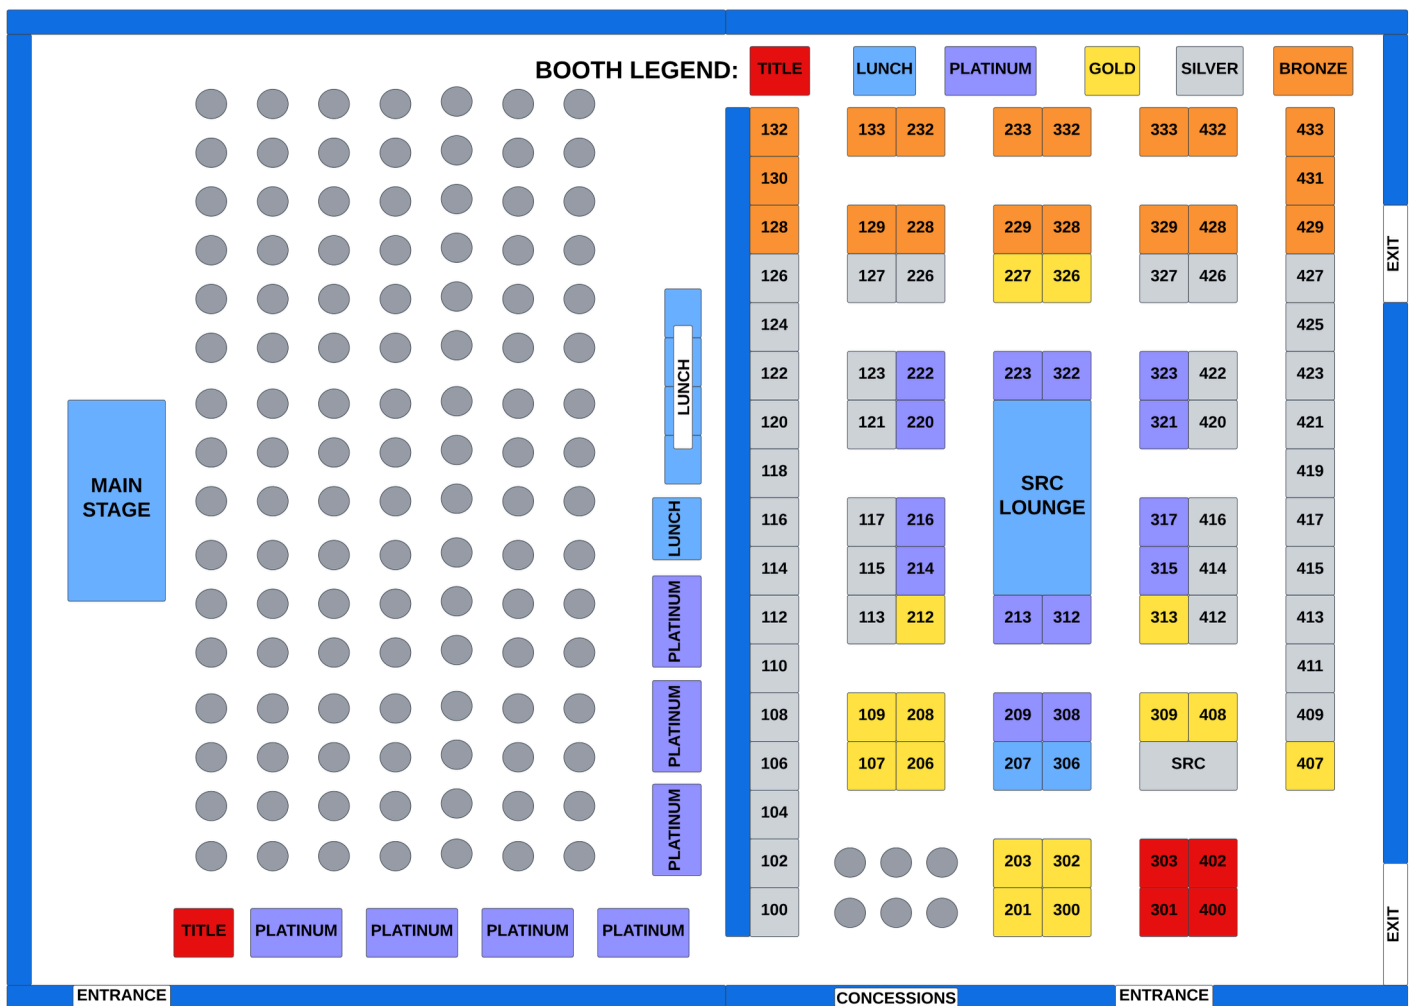 BOOTH LEGEND: TITLE LUNCH PLATINUM GOLD SILVER BRONZE
132 133 232 233 332 333 432 433
130 431
128 129 228 229 328 329 428 429
EXIT
126 127 226 227 326 327 426 427
124 425
122 123 222 223 322 323 422 423
LUNCH
120 121 220 321 420 421
118 419
MAIN STAGE
SRC LOUNGE
LUNCH
116 117 216 317 416 417
114 115 214 315 414 415
PLATINUM
112 113 212 213 312 313 412 413
110 411
PLATINUM
108 109 208 209 308 309 408 409
106 107 206 207 306 SRC 407
104
PLATINUM
102 203 302 303 402
100 201 300 301 400
EXIT
TITLE PLATINUM PLATINUM PLATINUM PLATINUM
ENTRANCE CONCESSIONS ENTRANCE